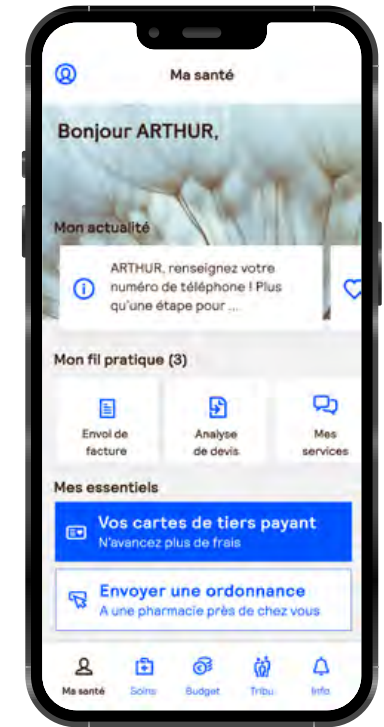 Ma santé
Bonjour ARTHUR,
Mon actualité
ARTHUR, renseignez votre
numéro de téléphone ! Plus
qu'une étape pour ...
Mon fil pratique (3)
Envoi de
facture
Analyse
de devis
Mes
services
Mes essentiels
Vos cartes de tiers payant
N'avancez plus de frais
Envoyer une ordonnance
A une pharmacie près de chez vous
Ma santé
Soins
Budget
Tribu
Info